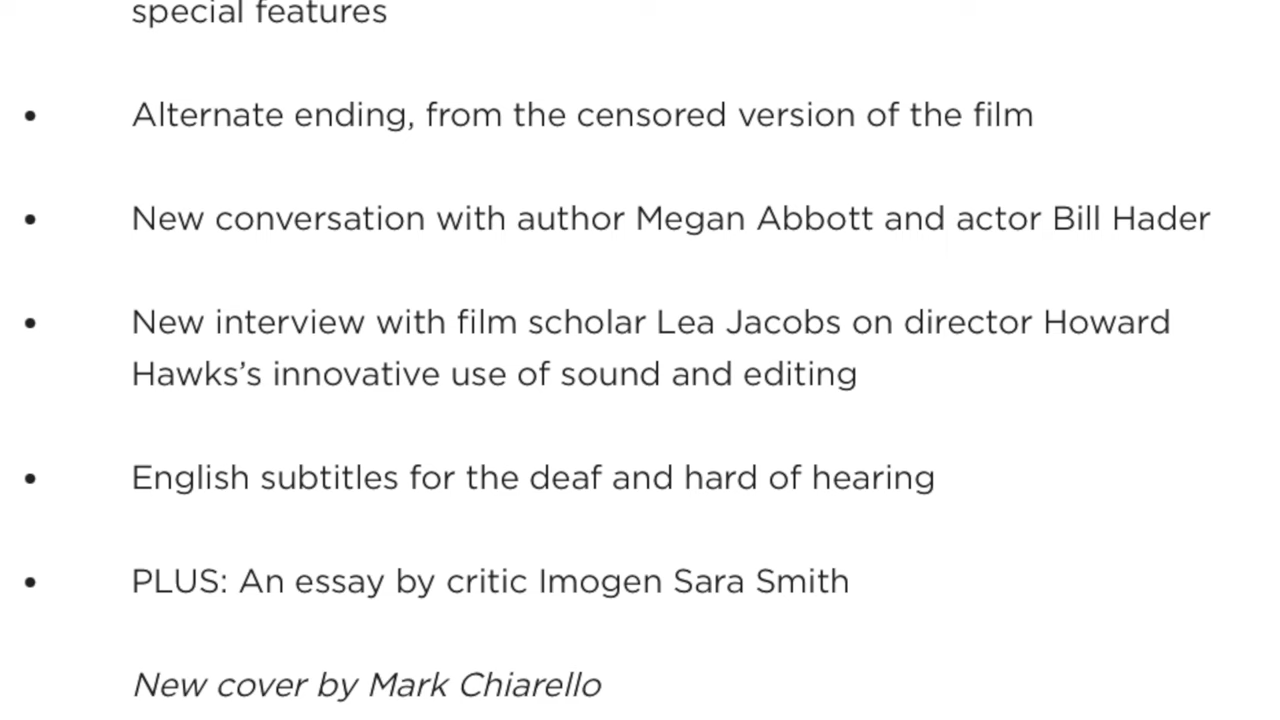 special features
• Alternate ending, from the censored version of the film
• New conversation with author Megan Abbott and actor Bill Hader
• New interview with film scholar Lea Jacobs on director Howard
Hawks’s innovative use of sound and editing
• English subtitles for the deaf and hard of hearing
• PLUS: An essay by critic Imogen Sara Smith
New cover by Mark Chiarello